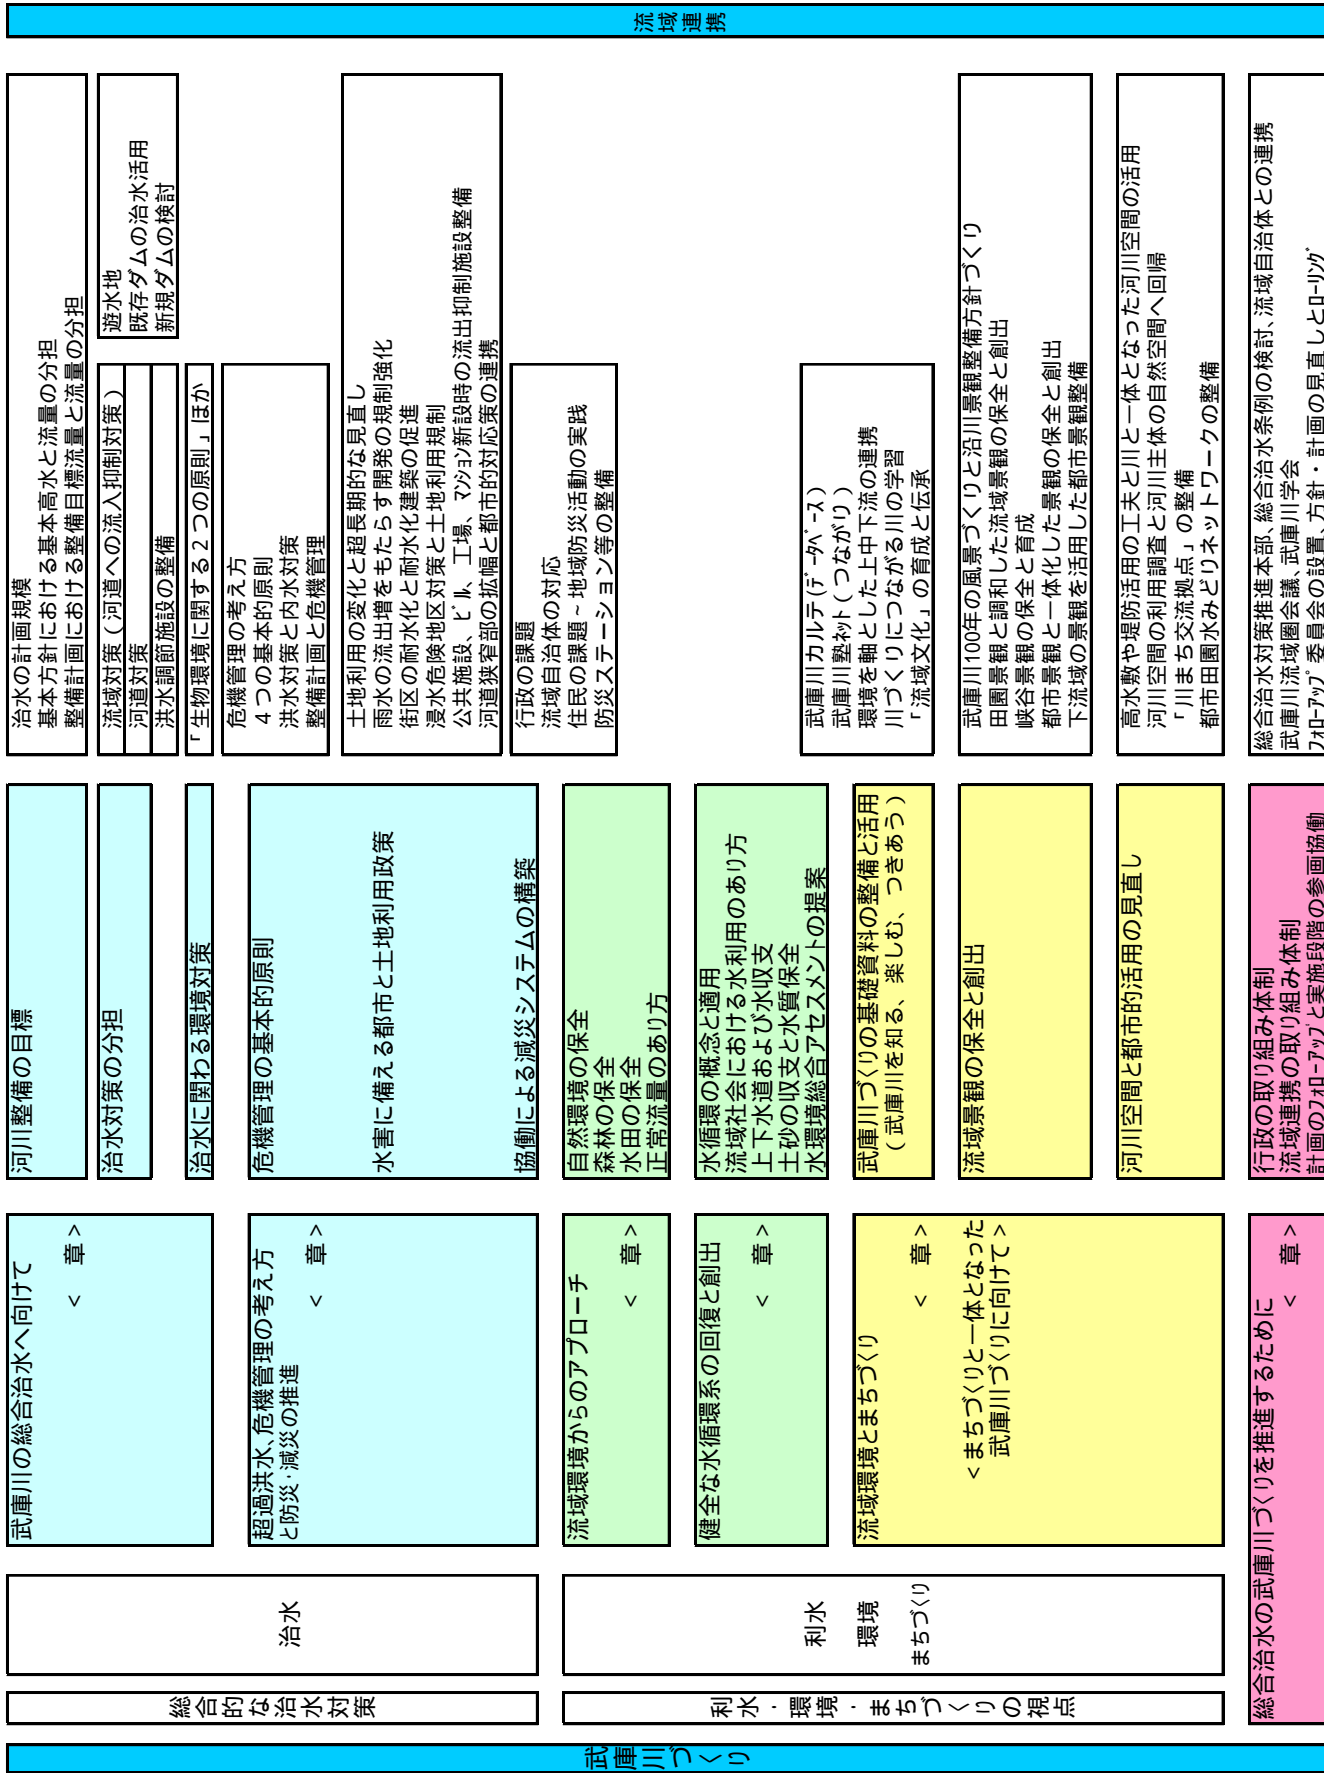 武庫川づくり
総合的な治水対策
治水
武庫川の総合治水へ向けて
<　　章>
河川整備の目標
治水の計画規模
基本方針における基本高水と流量の分担
整備計画における整備目標流量と流量の分担
治水対策の分担
流域対策（河道への流入抑制対策）
河道対策
洪水調節施設の整備
遊水地
既存ダムの治水活用
新規ダムの検討
治水に関わる環境対策
「生物環境に関する２つの原則」ほか
超過洪水、危機管理の考え方
と防災・減災の推進
<　　章>
危機管理の基本的原則
危機管理の考え方
４つの基本的原則
洪水対策と内水対策
整備計画と危機管理
水害に備える都市と土地利用政策
土地利用の変化と超長期的な見直し
雨水の流出増をもたらす開発の規制強化
街区の耐水化と耐水化建築の促進
浸水危険地区対策と土地利用規制
公共施設、ビル、工場、マンション新設時の流出抑制施設整備
河道狭窄部の拡幅と都市的対応策の連携
協働による減災システムの構築
行政の課題
流域自治体の対応
住民の課題～地域防災活動の実践
防災ステーション等の整備
利水・環境・まちづくりの視点
利水
環境
まちづくり
流域環境からのアプローチ
<　　章>
自然環境の保全
森林の保全
水田の保全
正常流量のあり方
健全な水循環系の回復と創出
<　　章>
水循環の概念と適用
流域社会における水利用のあり方
上下水道および水収支
土砂の収支と水質保全
水環境総合アセスメントの提案
流域環境とまちづくり
<　　章>
<まちづくりと一体となった
武庫川づくりに向けて>
武庫川づくりの基礎資料の整備と活用
（武庫川を知る、楽しむ、つきあう）
武庫川カルテ（データベース）
武庫川塾ネット（つながり）
環境を軸とした上中下流の連携
川づくりにつながる川の学習
「流域文化」の育成と伝承
流域景観の保全と創出
武庫川100年の風景づくりと沿川景観整備方針づくり
田園景観と調和した流域景観の保全と創出
峡谷景観の保全と育成
都市景観と一体化した景観の保全と創出
下流域の景観を活用した都市景観整備
河川空間と都市的活用の見直し
高水敷や堤防活用の工夫と川と一体となった河川空間の活用
河川空間の利用調査と河川主体の自然空間へ回帰
「川まち交流拠点」の整備
都市田園水みどりネットワークの整備
総合治水の武庫川づくりを推進するために
<　　章>
行政の取り組み体制
流域連携の取り組み体制
計画のフォローアップと実施段階の参画協働
総合治水対策推進本部、総合治水条例の検討、流域自治体との連携
武庫川流域圏会議、武庫川学会
フォローアップ委員会の設置、方針・計画の見直しとローリング
流域連携